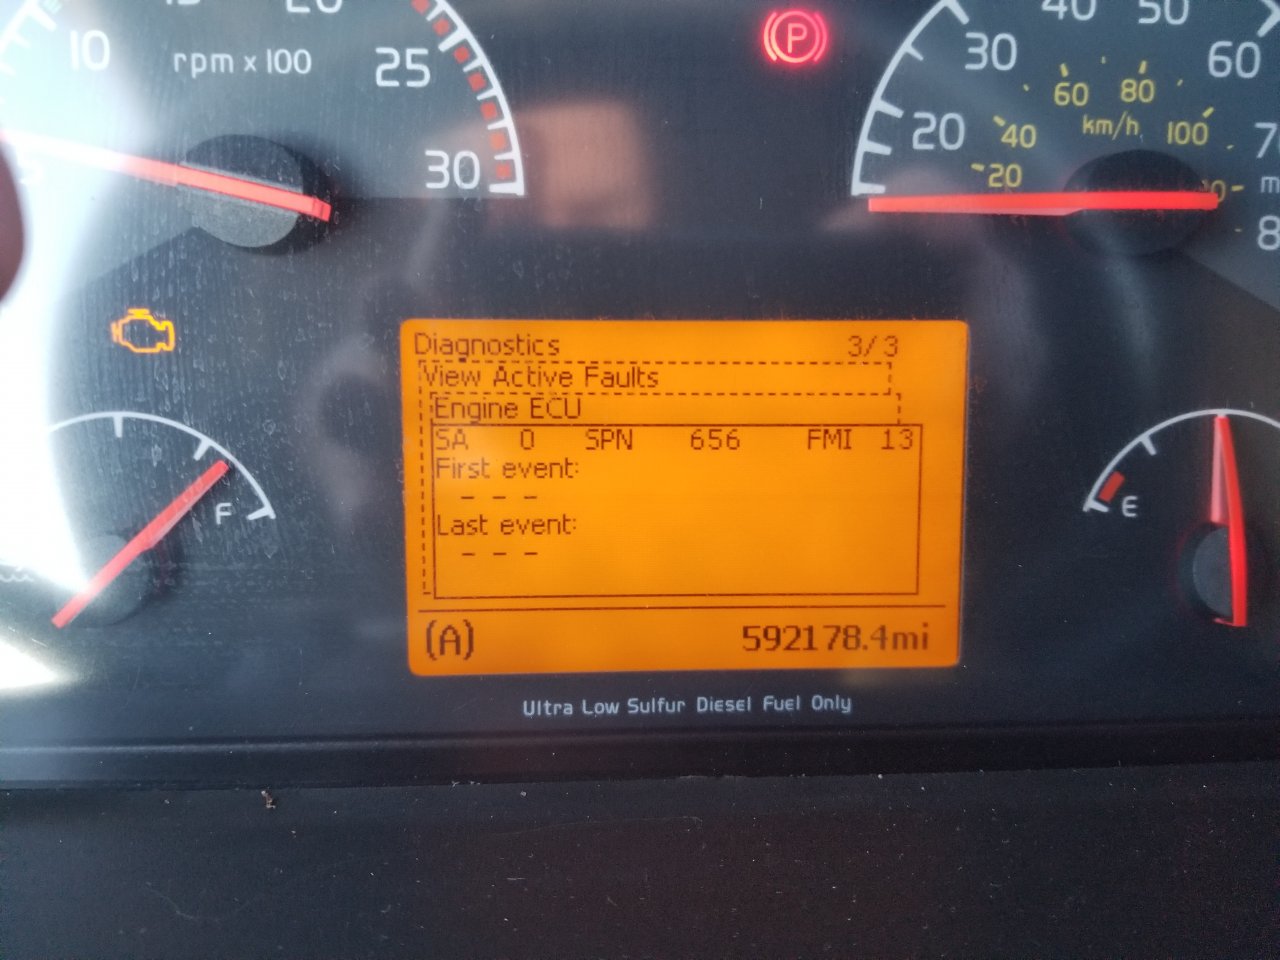 10
20
rpm x 100
25
30
P
20
30
40
50
60
20
40
60
80
100
km/h
Diagnostics 3/3
View Active Faults
Engine ECU
SA 0 SPN 656 FMI 13
First event:
- - -
Last event:
- - -
(A) 592178.4mi
F
E
Ultra Low Sulfur Diesel Fuel Only